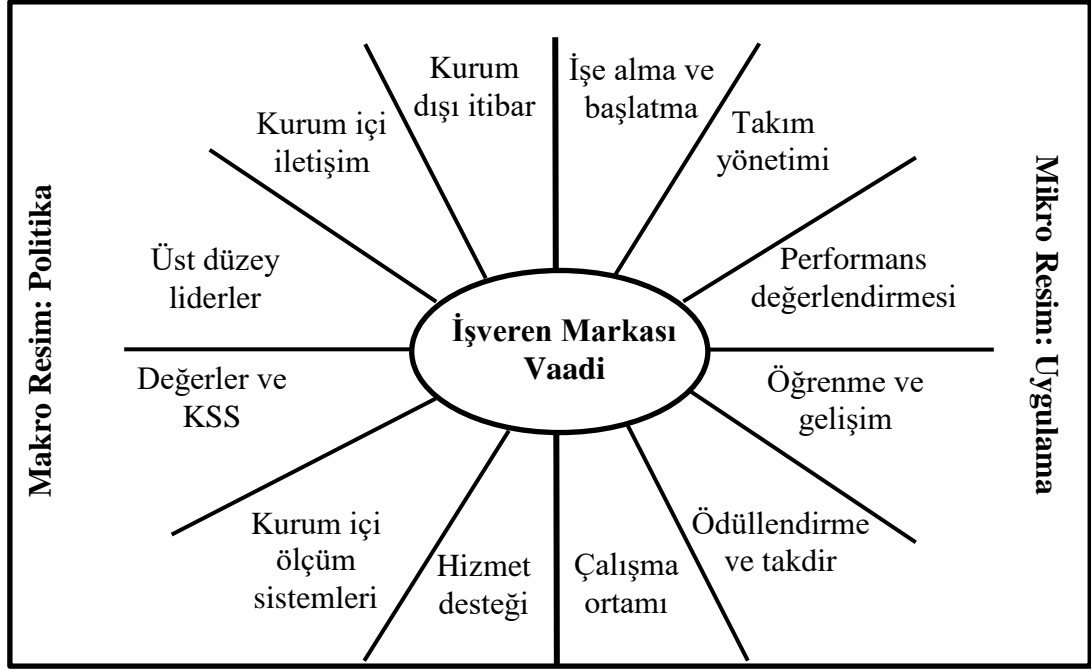 Makro Resim: Politika
Kurum
dışı itibar
İşe alma ve
başlatma
Kurum içi
iletişim
Takım
yönetimi
Üst düzey
liderler
Performans
değerlendirmesi
İşveren Markası
Vaadi
Değerler ve
KSS
Öğrenme ve
gelişim
Kurum içi
ölçüm
sistemleri
Hizmet
desteği
Çalışma
ortamı
Ödüllendirme
ve takdir
Mikro Resim: Uygulama